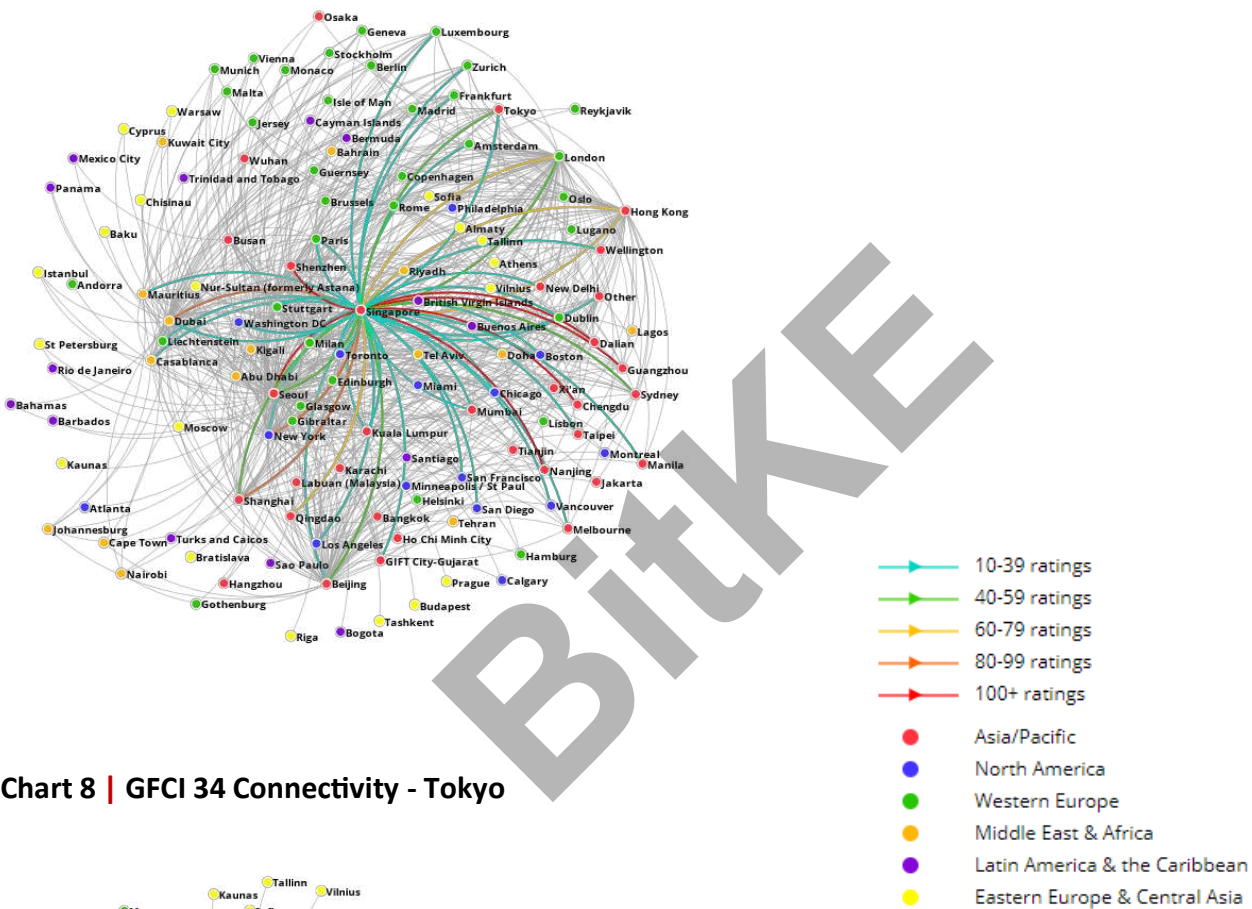 Osaka
Geneva
Luxembourg
Stockholm
Vienna
Berlin
Zurich
Munich
Monaco
Malta
Frankfurt
Isle of Man
Madrid
Tokyo
Reykjavik
Warsaw
Jersey
Cayman Islands
Cyprus
Kuwait City
Bermuda
Bahrain
Amsterdam
London
Mexico City
Wuhan
Guernsey
Copenhagen
Trinidad and Tobago
Panama
Chisinau
Brussels
Rome
Sofia
Philadelphia
Oslo
Hong Kong
Baku
Busan
Paris
Almaty
Tallinn
Lugano
Wellington
Istanbul
Andorra
Shenzhen
Riyadh
Athens
Mauritius
Nur-Sultan (formerly Astana)
Vilnius
New Delhi
Other
British Virgin Islands
Stuttgart
Singapore
Dubai
Washington DC
Buenos Aires
Dublin
Lagos
St Petersburg
Liechtenstein
Kigali
Milan
Toronto
Tel Aviv
Doha
Boston
Dalian
Casablanca
Rio de Janeiro
Abu Dhabi
Edinburgh
Miami
Guangzhou
Seoul
Chicago
Xi'an
Sydney
Bahamas
Glasgow
Mumbai
Chengdu
Barbados
Moscow
Gibraltar
Lisbon
New York
Kuala Lumpur
Taipei
Kaunas
Santiago
Tianjin
Montreal
Manila
Karachi
Nanjing
Labuan (Malaysia)
Minneapolis / St Paul
San Francisco
Jakarta
Shanghai
Helsinki
Atlanta
San Diego
Vancouver
Qingdao
Bangkok
Tehran
Johannesburg
Cape Town
Turks and Caicos
Los Angeles
Ho Chi Minh City
Melbourne
Bratislava
Sao Paulo
GIFT City-Gujarat
Hamburg
Nairobi
Hangzhou
Beijing
Prague
Calgary
Gothenburg
Budapest
Tashkent
Riga
Bogota
BitKE
10-39 ratings
40-59 ratings
60-79 ratings
80-99 ratings
100+ ratings
Asia/Pacific
North America
Western Europe
Middle East & Africa
Latin America & the Caribbean
Eastern Europe & Central Asia
Chart 8 | GFCI 34 Connectivity - Tokyo
Tallinn
Kaunas
Vilnius